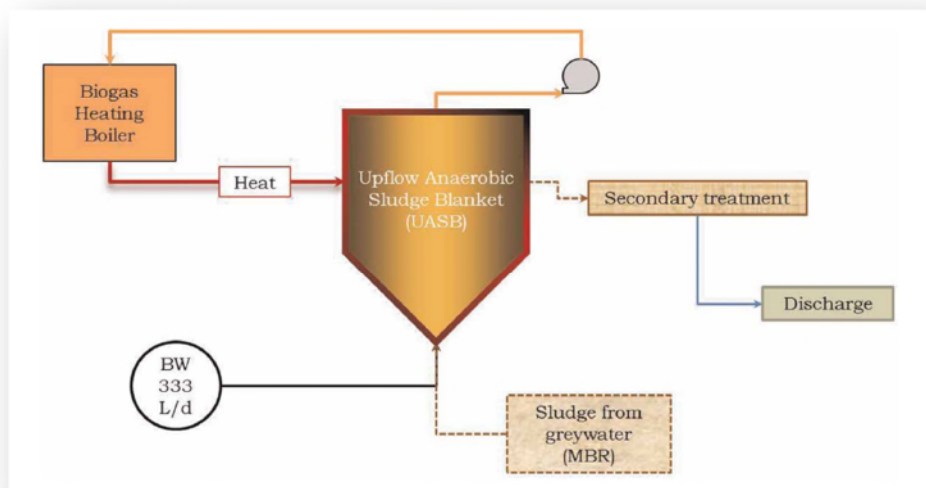 Biogas
Heating
Boiler
Heat
Upflow Anaerobic
Sludge Blanket
(UASB)
Secondary treatment
Discharge
BW
333
L/d
Sludge from
greywater
(MBR)